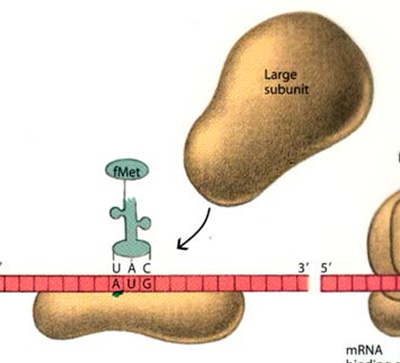 Large
subunit
fMet
U A C
3′ 5′
A U G
mRNA